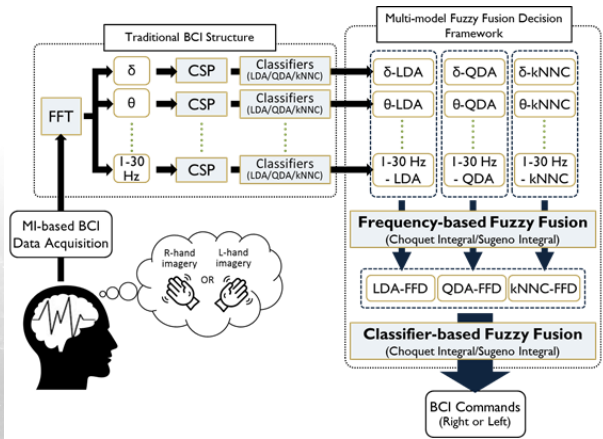 Traditional BCI Structure
Multi-model Fuzzy Fusion Decision
Framework
FFT
δ
CSP
Classifiers
(LDA/QDA/kNNC)
θ
CSP
Classifiers
(LDA/QDA/kNNC)
1-30
Hz
CSP
Classifiers
(LDA/QDA/kNNC)
δ-LDA
δ-QDA
δ-kNNC
θ-LDA
θ-QDA
θ-kNNC
1-30 Hz
- LDA
1-30 Hz
- QDA
1-30 Hz
- kNNC
Frequency-based Fuzzy Fusion
(Choquet Integral/Sugeno Integral)
LDA-FFD
QDA-FFD
kNNC-FFD
Classifier-based Fuzzy Fusion
(Choquet Integral/Sugeno Integral)
BCI Commands
(Right or Left)
MI-based BCI
Data Acquisition
R-hand
imagery
OR
L-hand
imagery